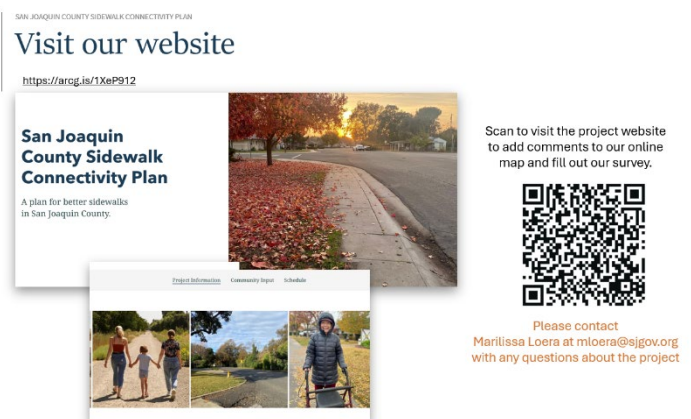 SAN JOAQUIN COUNTY SIDEWALK CONNECTIVITY PLAN
Visit our website
https://arcg.is/1XeP912
San Joaquin
County Sidewalk
Connectivity Plan
A plan for better sidewalks
in San Joaquin County.
Project Information Community Input Schedule
Scan to visit the project website
to add comments to our online
map and fill out our survey.
Please contact
Marilissa Loera at mloera@sjgov.org
with any questions about the project